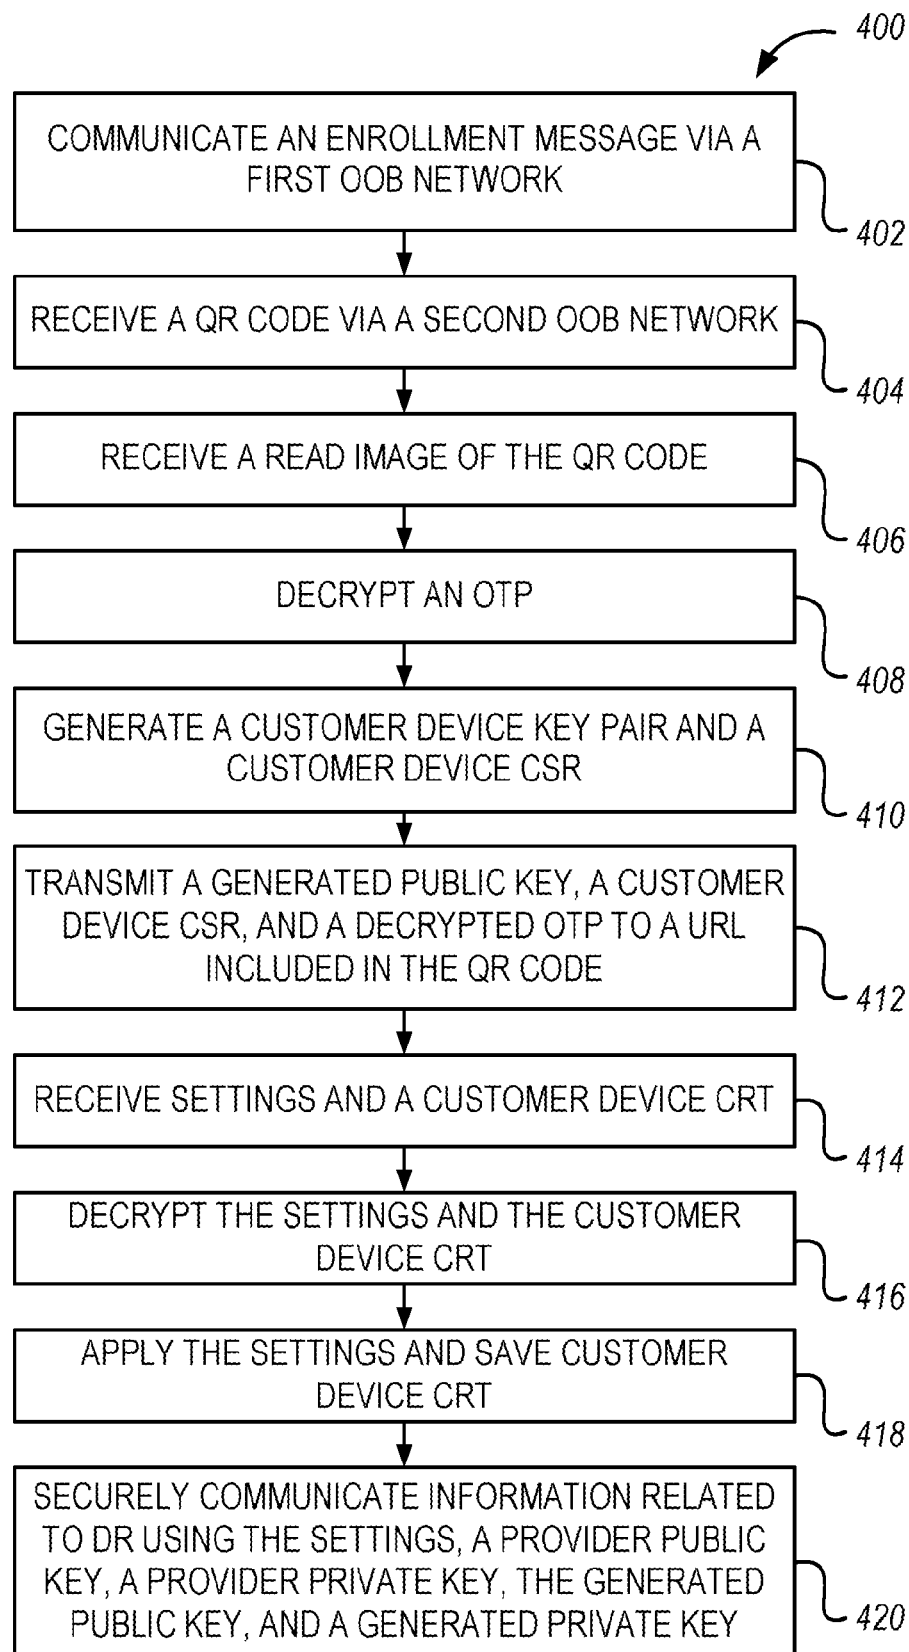 400
COMMUNICATE AN ENROLLMENT MESSAGE VIA A
FIRST OOB NETWORK
402
RECEIVE A QR CODE VIA A SECOND OOB NETWORK
404
RECEIVE A READ IMAGE OF THE QR CODE
406
DECRYPT AN OTP
408
GENERATE A CUSTOMER DEVICE KEY PAIR AND A
CUSTOMER DEVICE CSR
410
TRANSMIT A GENERATED PUBLIC KEY, A CUSTOMER
DEVICE CSR, AND A DECRYPTED OTP TO A URL
INCLUDED IN THE QR CODE
412
RECEIVE SETTINGS AND A CUSTOMER DEVICE CRT
414
DECRYPT THE SETTINGS AND THE CUSTOMER
DEVICE CRT
416
APPLY THE SETTINGS AND SAVE CUSTOMER
DEVICE CRT
418
SECURELY COMMUNICATE INFORMATION RELATED
TO DR USING THE SETTINGS, A PROVIDER PUBLIC
KEY, A PROVIDER PRIVATE KEY, THE GENERATED
PUBLIC KEY, AND A GENERATED PRIVATE KEY
420